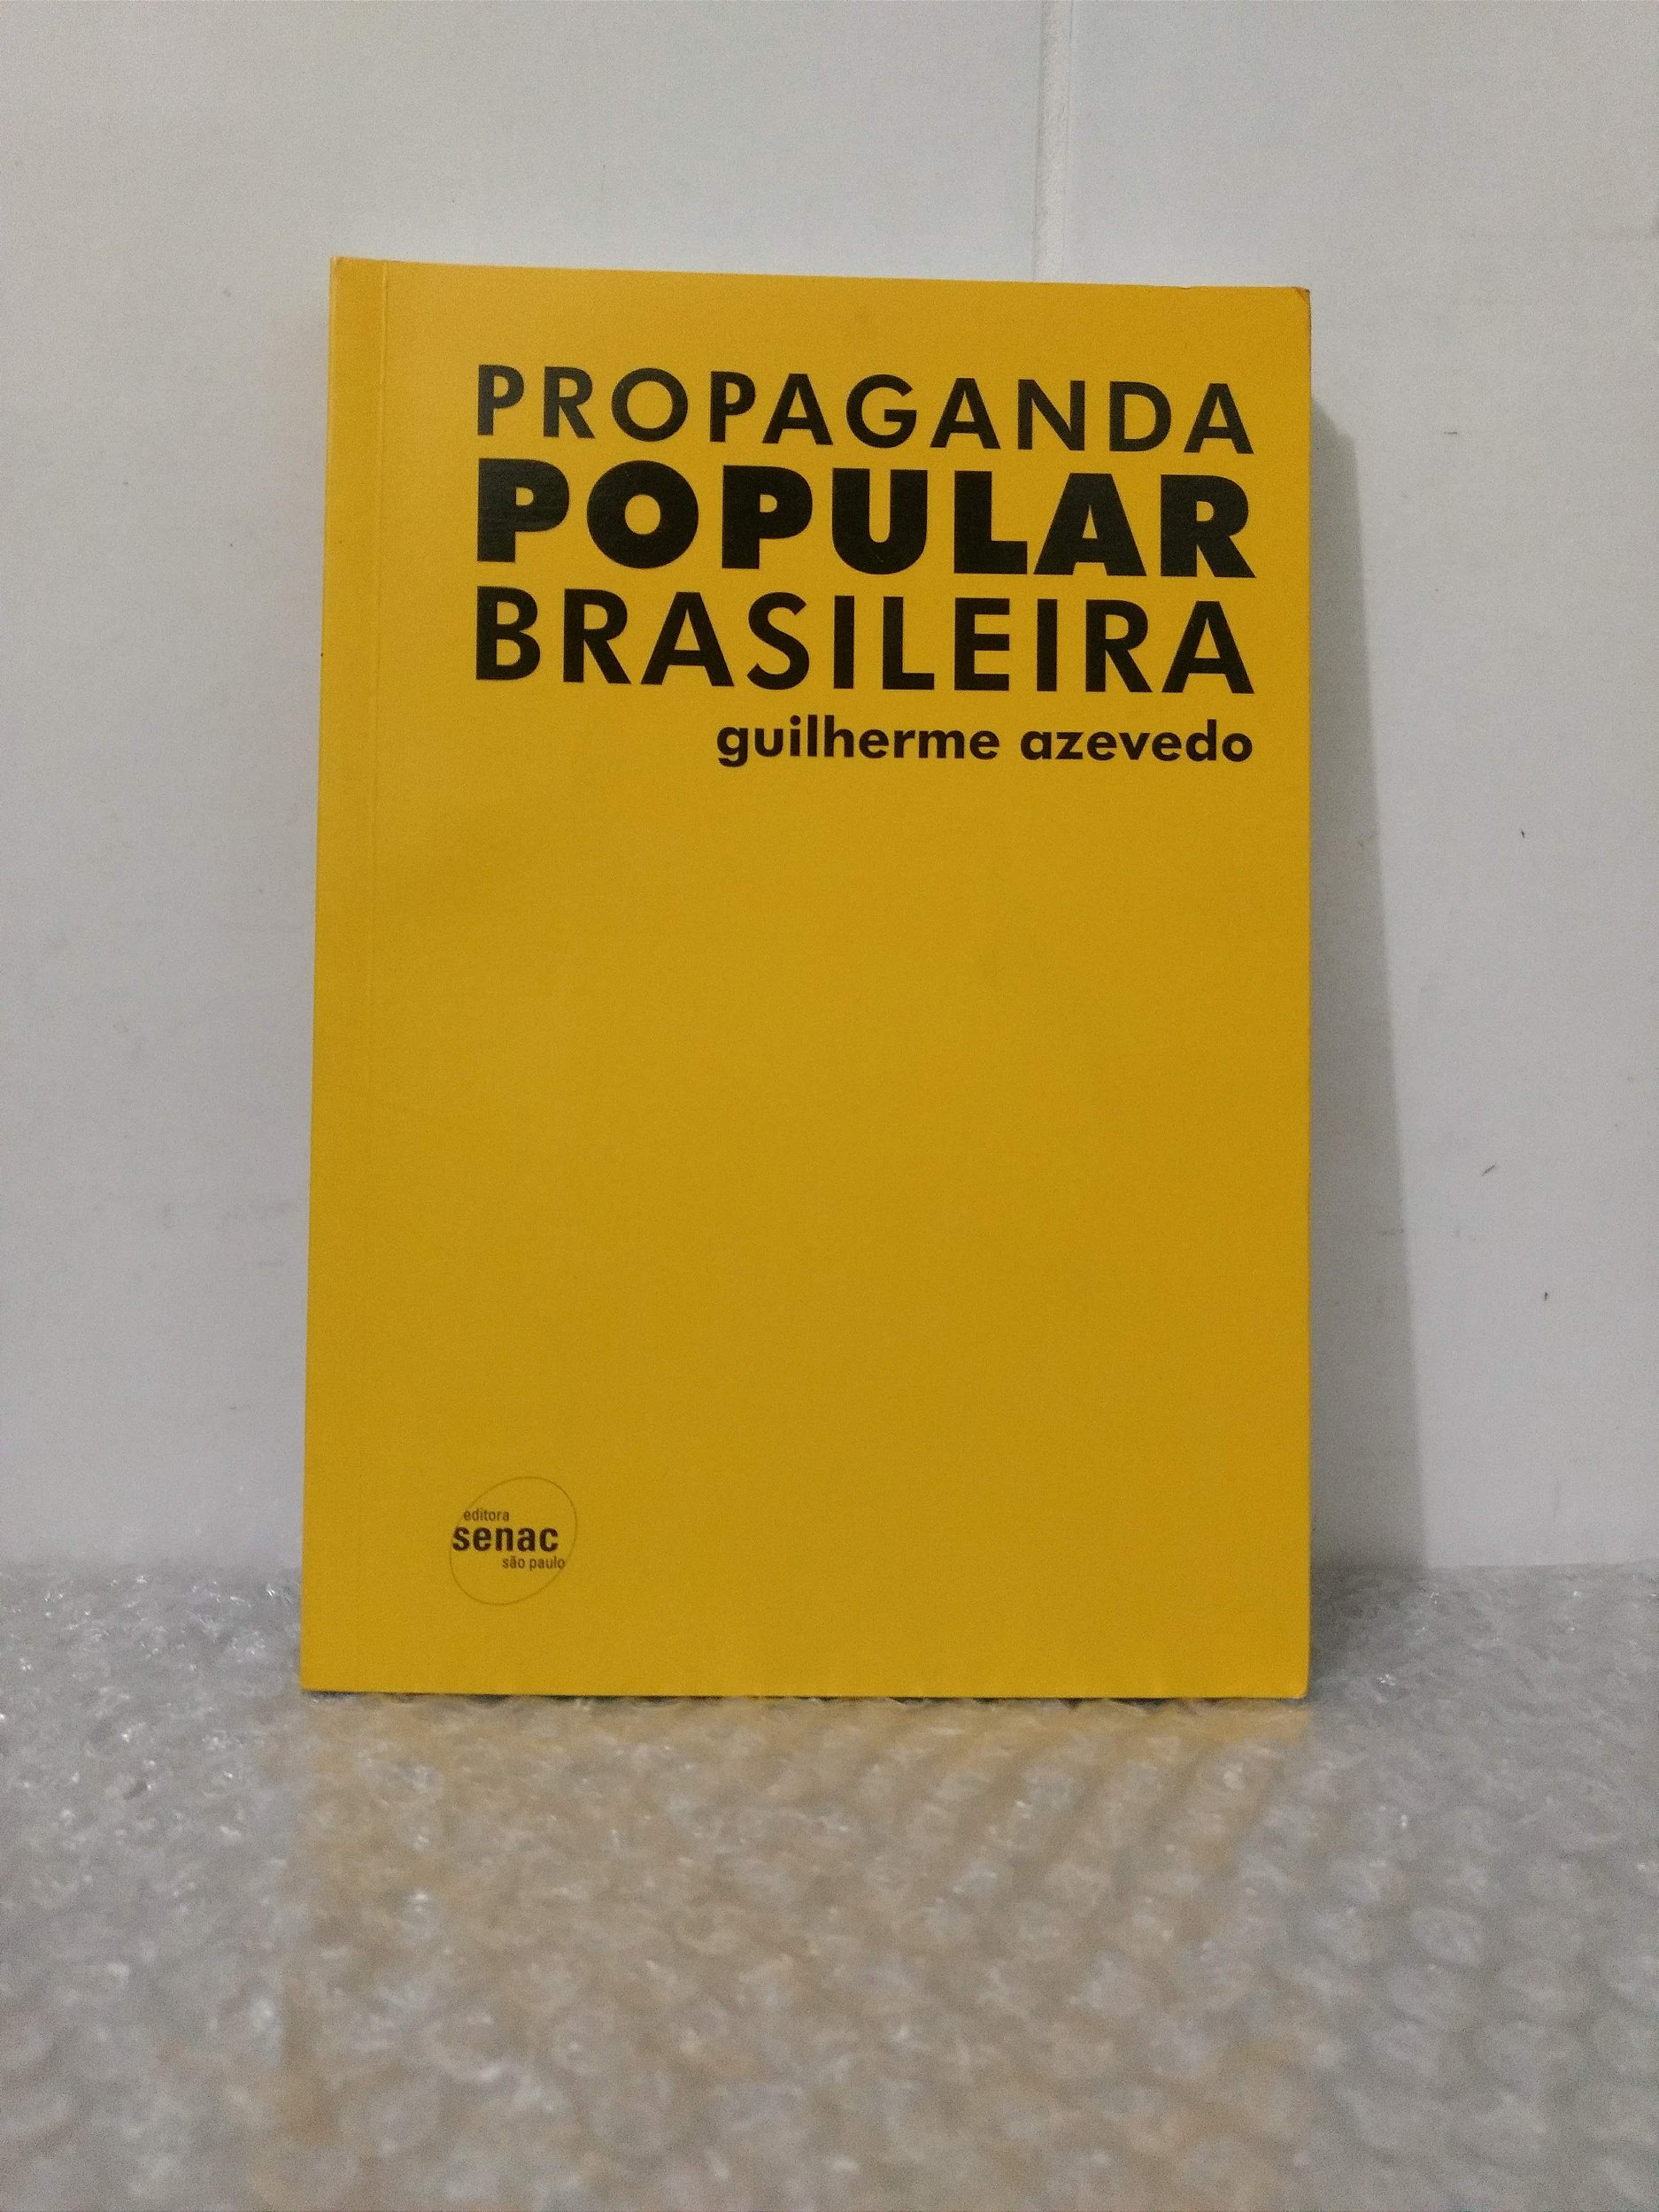 PROPAGANDA
POPULAR
BRASILEIRA
guilherme azevedo
editora
senac
são paulo